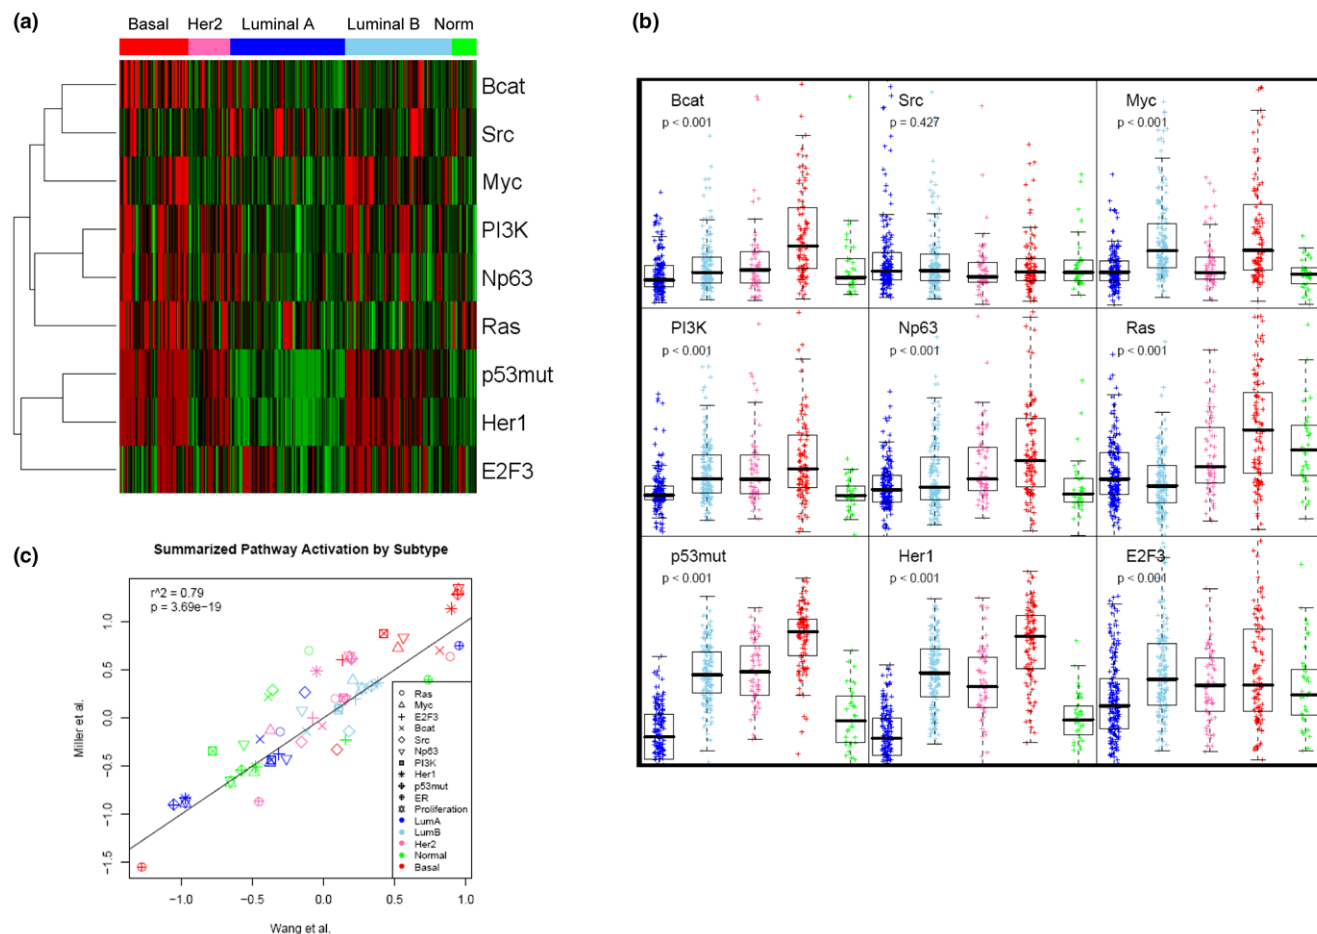 (a)
Basal Her2 Luminal A Luminal B Norm
Bcat
Src
Myc
PI3K
Np63
Ras
p53mut
Her1
E2F3
(b)
Bcat
p < 0.001
Src
p = 0.427
Myc
p < 0.001
PI3K
p < 0.001
Np63
p < 0.001
Ras
p < 0.001
p53mut
p < 0.001
Her1
p < 0.001
E2F3
p < 0.001
(c)
Summarized Pathway Activation by Subtype
r^2 = 0.79
p = 3.69e-19
Miller et al.
1.0
0.5
0.0
-0.5
-1.0
-1.5
Ras
Myc
E2F3
Bcat
Src
Np63
PI3K
Her1
p53mut
ER
Proliferation
LumA
LumB
Her2
Normal
Basal
-1.0 -0.5 0.0 0.5 1.0
Wang et al.